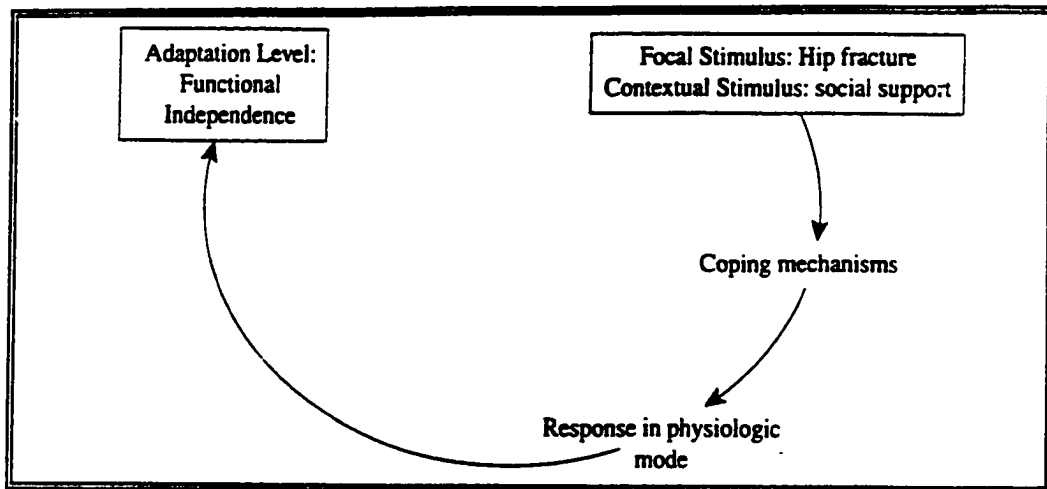 Adaptation Level:
Functional
Independence
Focal Stimulus: Hip fracture
Contextual Stimulus: social support
Coping mechanisms
Response in physiologic
mode